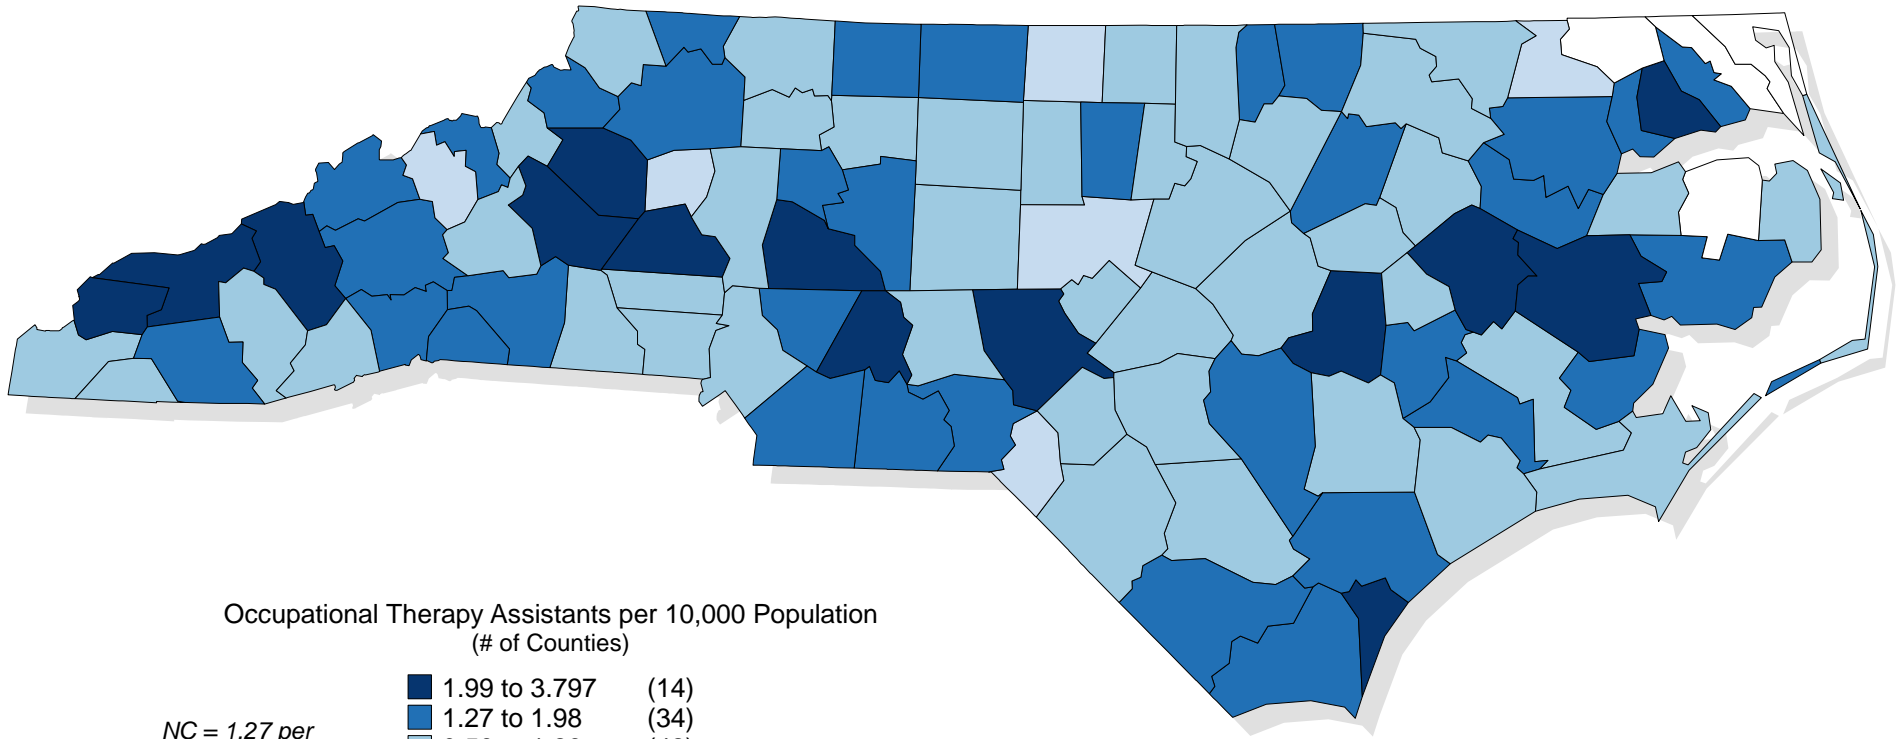 Occupational Therapy Assistants per 10,000 Population
(# of Counties)
1.99 to 3.797 (14)
1.27 to 1.98 (34)
NC = 1.27 per